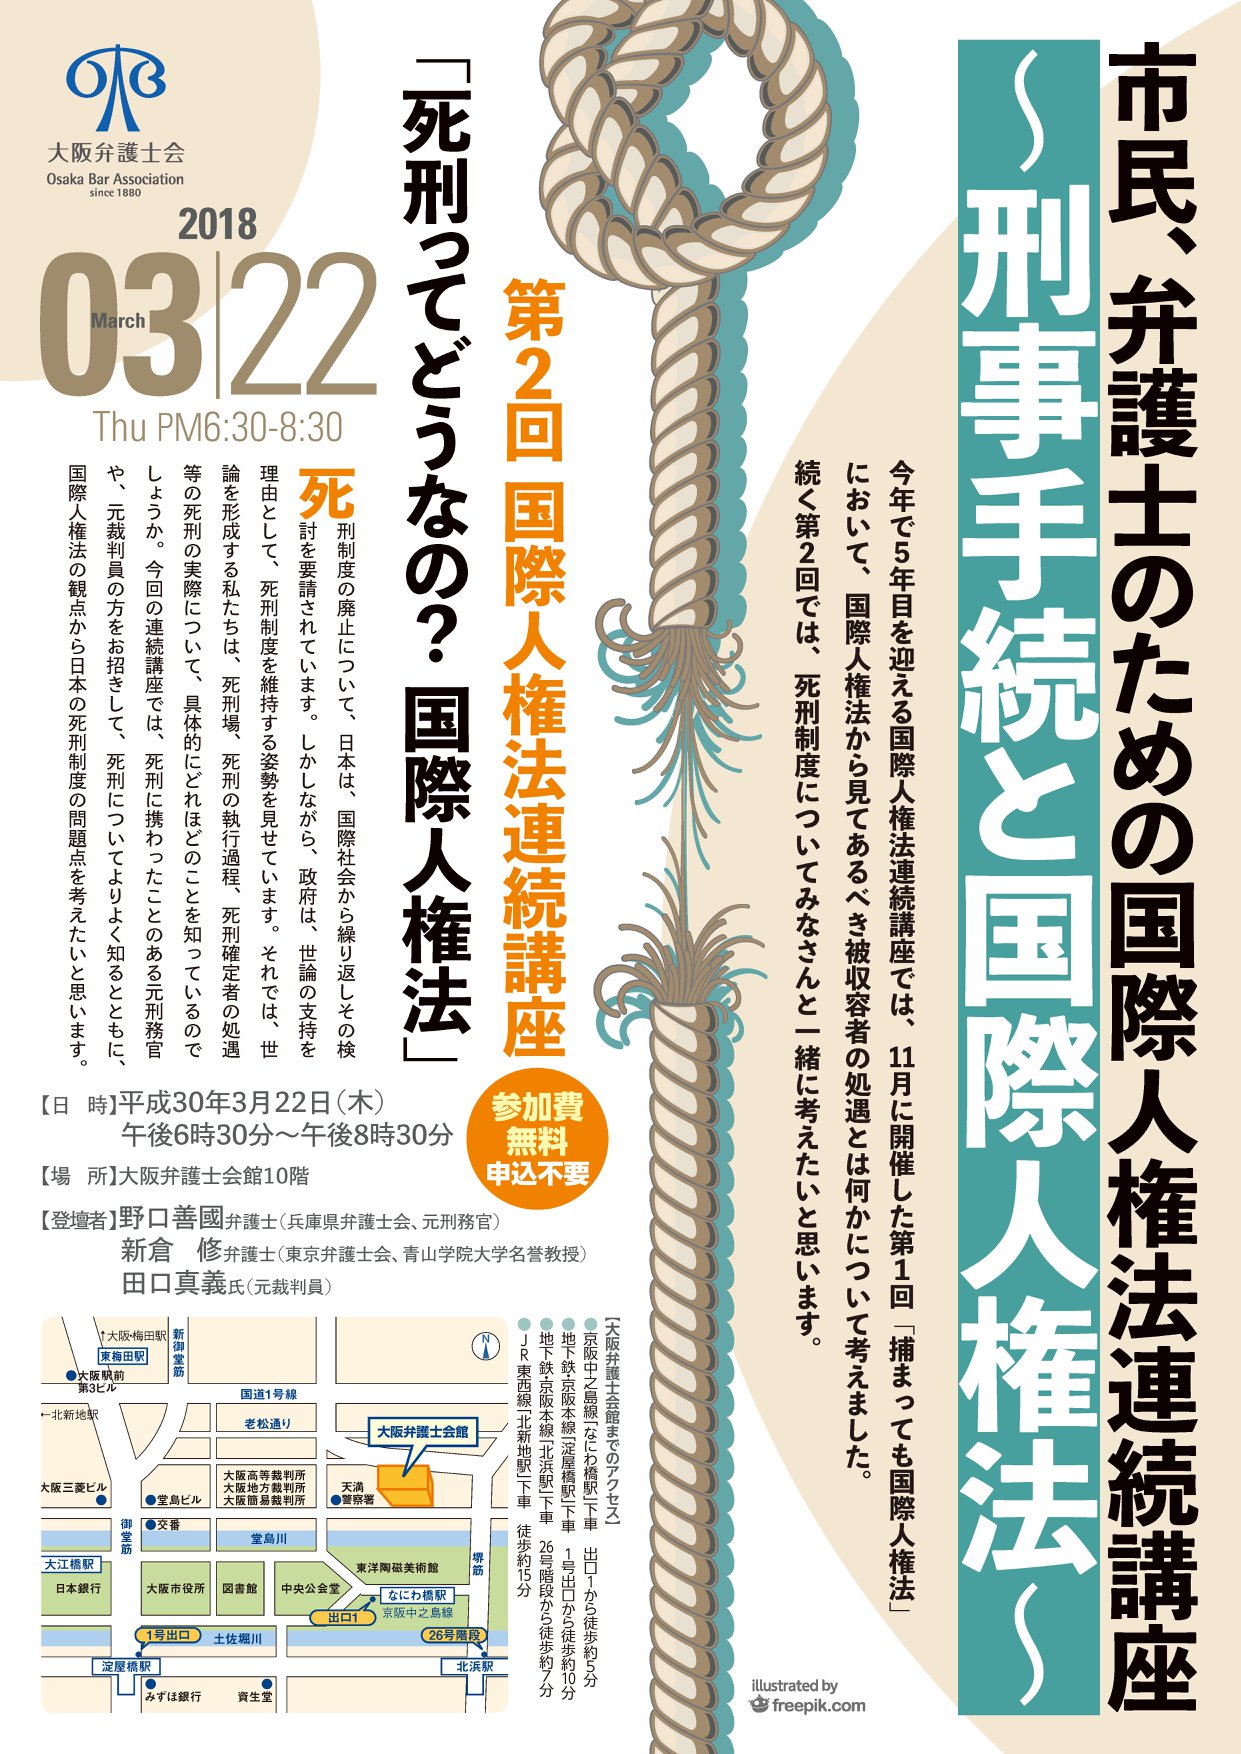 市民、弁護士のための国際人権法連続講座
～刑事手続と国際人権法～
今年で5年目を迎える国際人権法連続講座では、11月に開催した第1回「捕まっても国際人権法」
において、国際人権法から見てあるべき被収容者の処遇とは何かについて考えました。
続く第2回では、死刑制度についてみなさんと一緒に考えたいと思います。
第2回 国際人権法連続講座
「死刑ってどうなの？国際人権法」
大阪弁護士会
Osaka Bar Association
since 1880
2018
03 22
March
Thu PM6:30-8:30
死刑制度の廃止について、日本は、国際社会から繰り返しその検
討を要請されています。しかしながら、政府は、世論の支持を
理由として、死刑制度を維持する姿勢を見せています。それでは、世
論を形成する私たちは、死刑場、死刑の執行過程、死刑確定者の処遇
等の死刑の実際について、具体的にどれほどのことを知っているので
しょうか。今回の連続講座では、死刑に携わったことのある元刑務官
や、元裁判員の方をお招きして、死刑についてよりよく知るとともに、
国際人権法の観点から日本の死刑制度の問題点を考えたいと思います。
参加費
無料
申込不要
【日　時】平成30年3月22日（木）
午後6時30分～午後8時30分
【場　所】大阪弁護士会館10階
【登壇者】野口善國弁護士（兵庫県弁護士会、元刑務官）
新倉　修弁護士（東京弁護士会、青山学院大学名誉教授）
田口真義氏（元裁判員）
【大阪弁護士会館までのアクセス】
●京阪中之島線「なにわ橋駅」下車　出口1から徒歩約5分
●地下鉄・京阪本線「淀屋橋駅」下車　1号出口から徒歩約10分
●地下鉄・京阪本線「北浜駅」下車　26号階段から徒歩約7分
●JR東西線「北新地駅」下車　徒歩約15分
↑大阪・梅田駅
新御堂筋
東梅田駅
●大阪駅前
第3ビル
←北新地駅
国道1号線
老松通り
大阪弁護士会館
N
大阪三菱ビル
●堂島ビル
大阪高等裁判所
大阪地方裁判所
大阪簡易裁判所
天満
●警察署
御堂筋
●交番
堂島川
大江橋駅
日本銀行
大阪市役所
図書館
中央公会堂
東洋陶磁美術館
堺筋
なにわ橋駅
出口1
京阪中之島線
1号出口
土佐堀川
26号階段
淀屋橋駅
北浜駅
みずほ銀行
資生堂
illustrated by
freepik.com